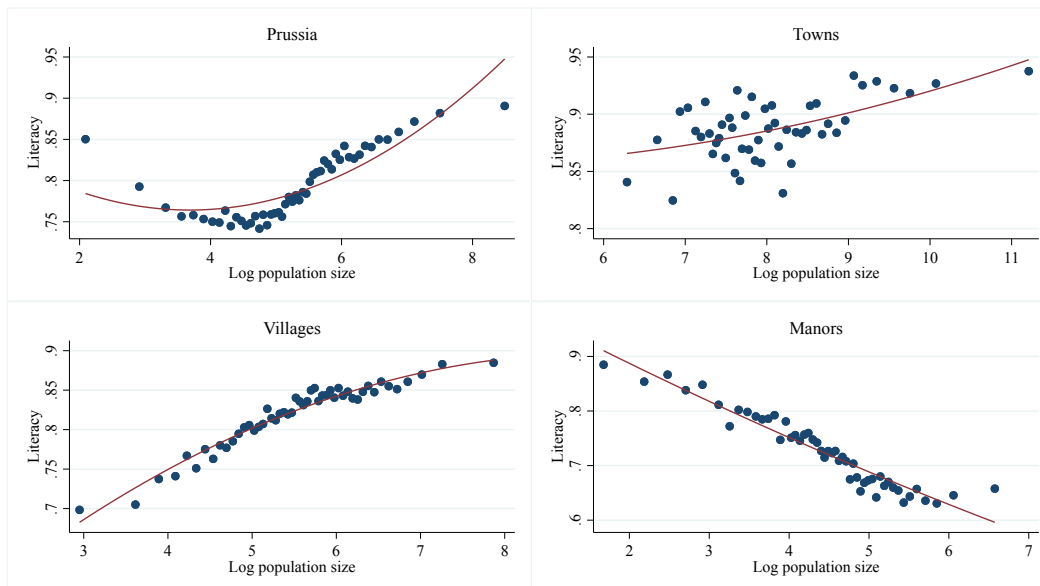 Prussia
Literacy
.75 .8 .85 .9 .95
2 4 6 8
Log population size
Towns
Literacy
.8 .85 .9 .95
6 7 8 9 10 11
Log population size
Villages
Literacy
.7 .75 .8 .85 .9
3 4 5 6 7 8
Log population size
Manors
Literacy
.6 .7 .8 .9
2 3 4 5 6 7
Log population size